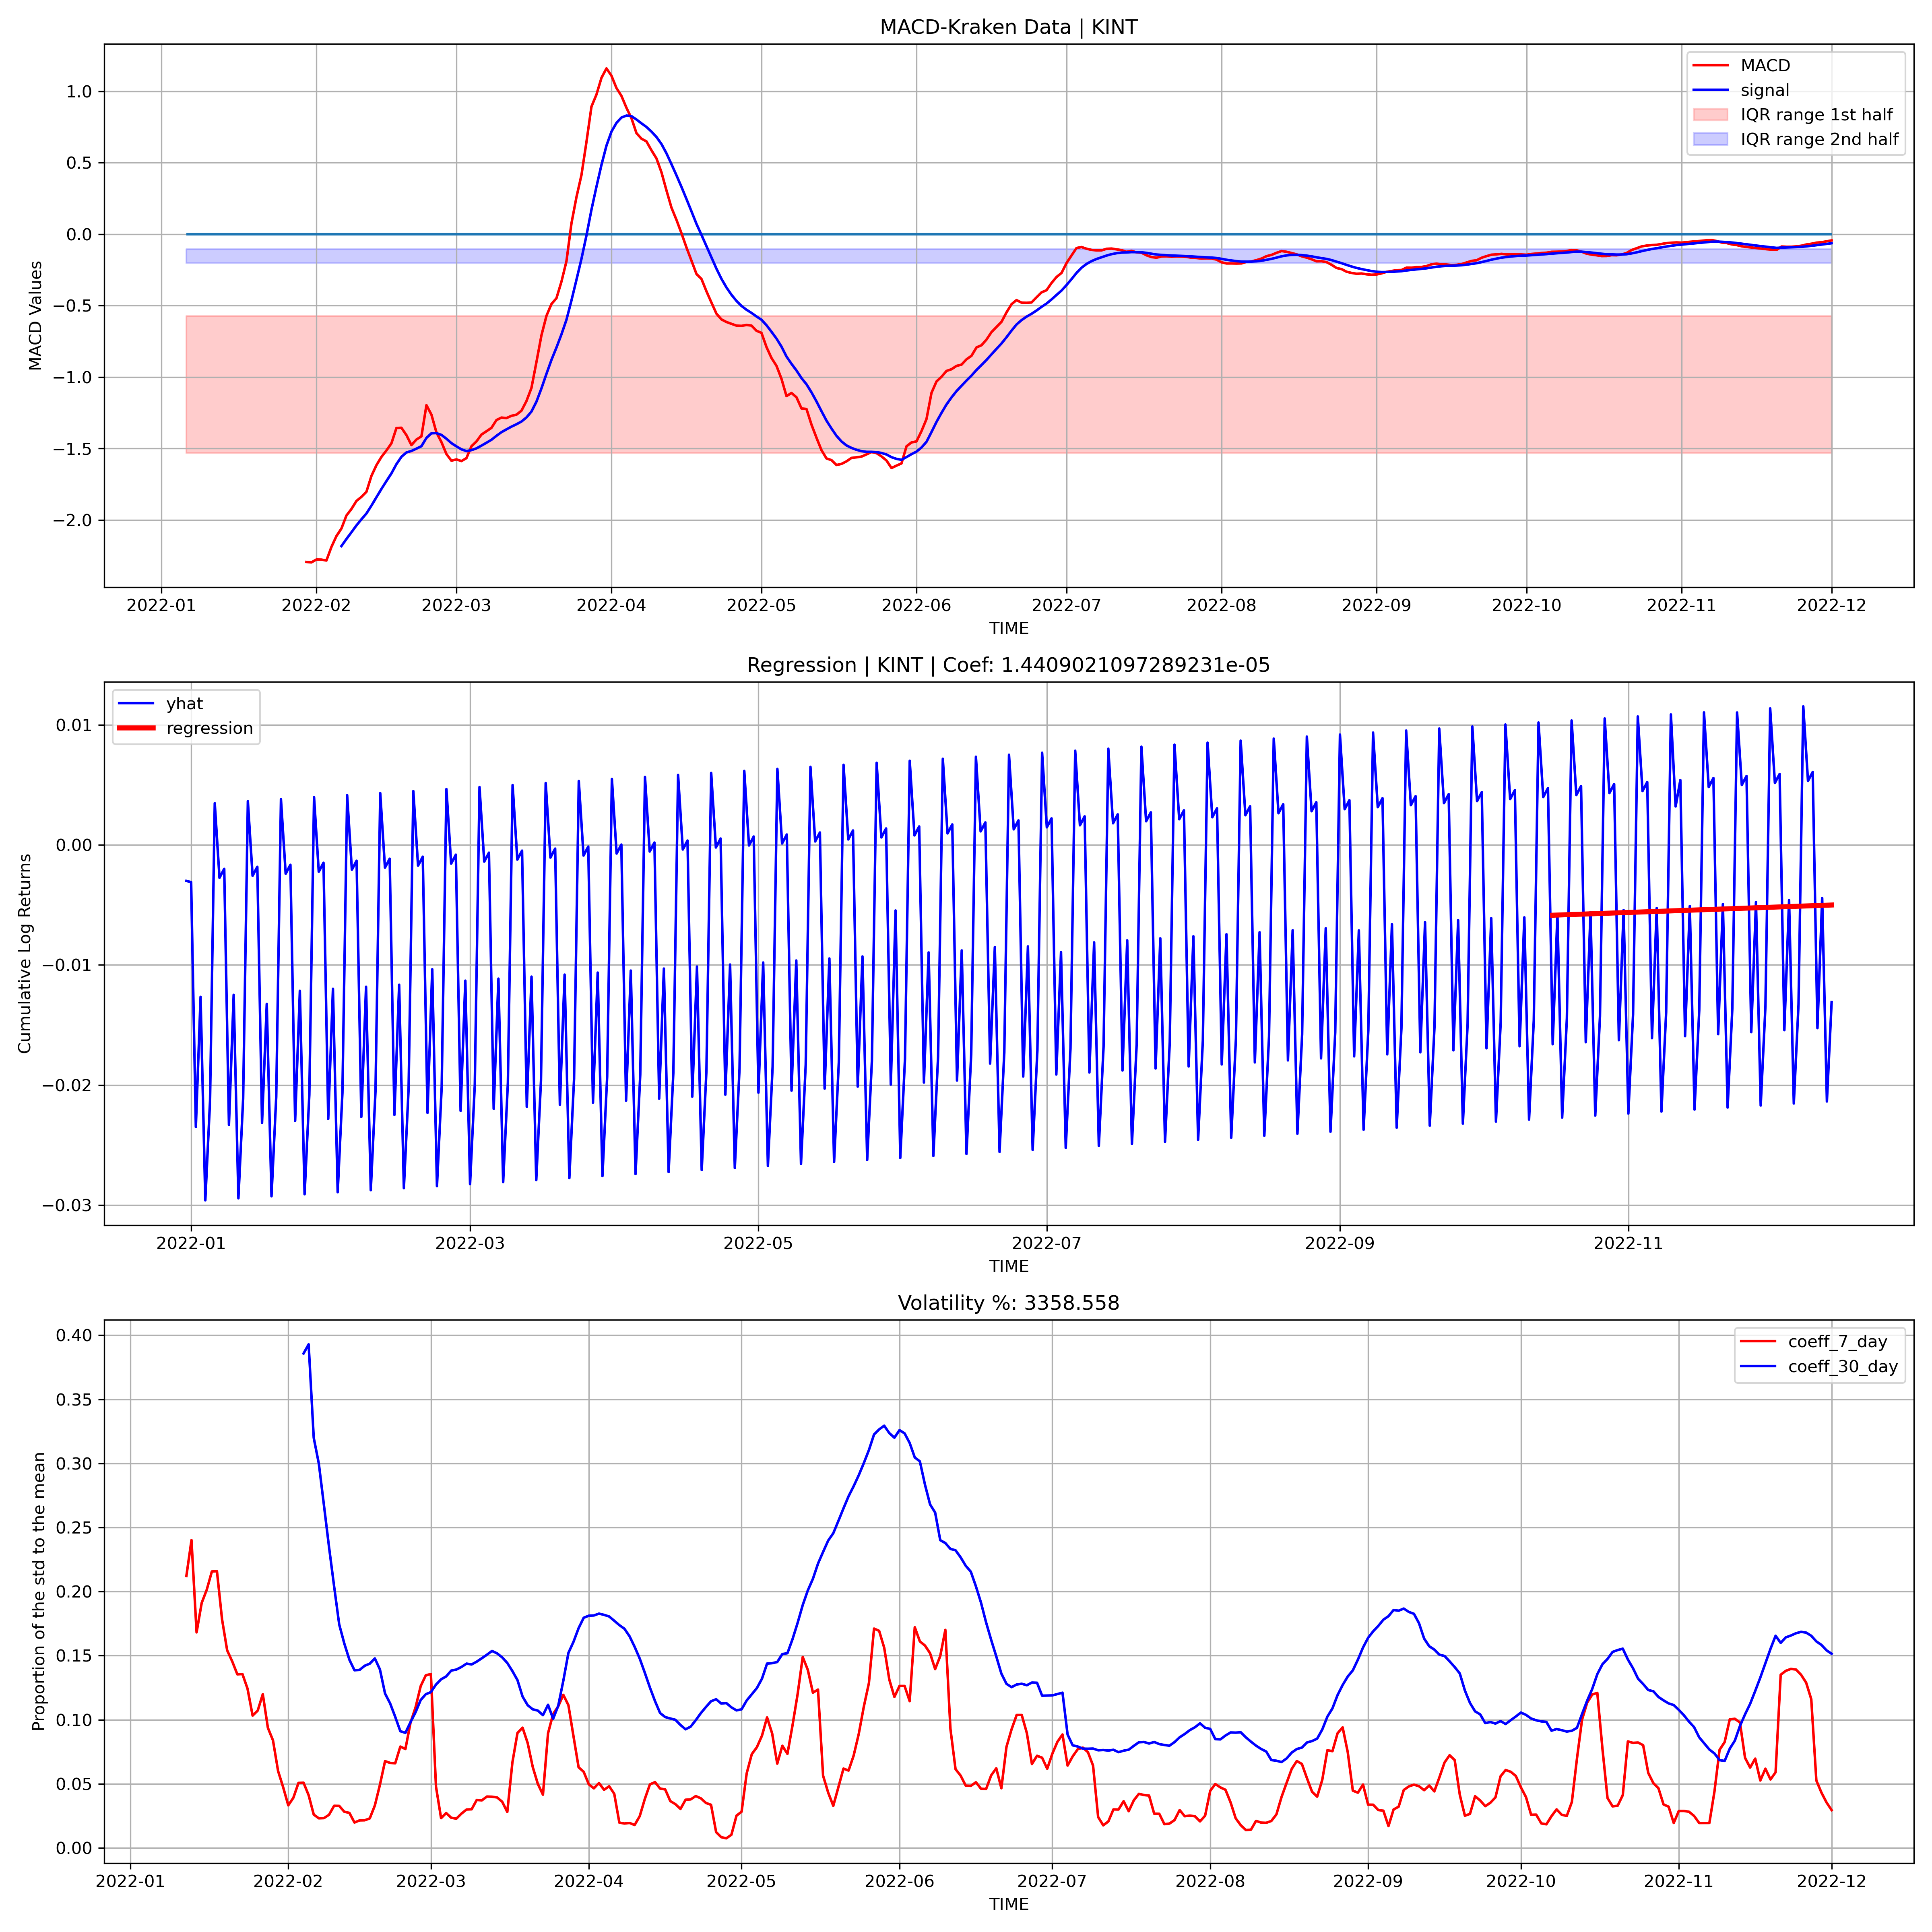 MACD-Kraken Data | KINT
MACD Values
1.0
0.5
0.0
−0.5
−1.0
−1.5
−2.0
MACD
signal
IQR range 1st half
IQR range 2nd half
2022-01 2022-02 2022-03 2022-04 2022-05 2022-06 2022-07 2022-08 2022-09 2022-10 2022-11 2022-12
TIME
Regression | KINT | Coef: 1.4409021097289231e-05
Cumulative Log Returns
0.01
0.00
−0.01
−0.02
−0.03
yhat
regression
2022-01 2022-03 2022-05 2022-07 2022-09 2022-11
TIME
Volatility %: 3358.558
Proportion of the std to the mean
0.40
0.35
0.30
0.25
0.20
0.15
0.10
0.05
0.00
coeff_7_day
coeff_30_day
2022-01 2022-02 2022-03 2022-04 2022-05 2022-06 2022-07 2022-08 2022-09 2022-10 2022-11 2022-12
TIME